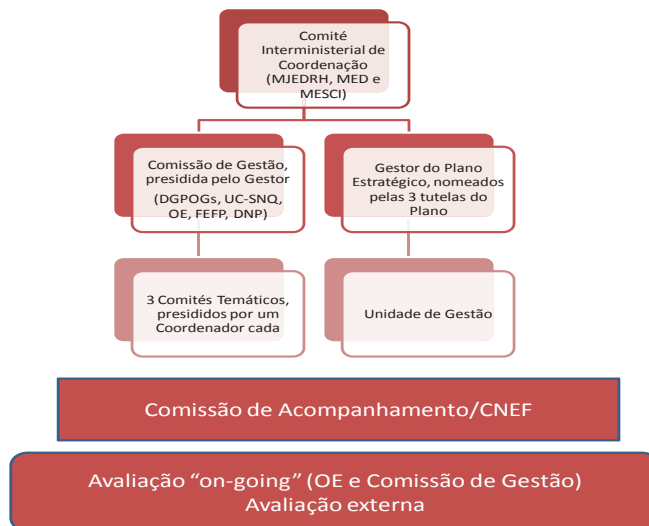 Comité
Interministerial de
Coordenação
(MJEDRH, MED e
MESCI)
Comissão de Gestão,
presidida pelo Gestor
(DGPOGs, UC-SNQ,
OE, FEFP, DNP)
Gestor do Plano
Estratégico, nomeados
pelas 3 tutelas do
Plano
3 Comités Temáticos,
presididos por um
Coordenador cada
Unidade de Gestão
Comissão de Acompanhamento/CNEF
Avaliação “on-going” (OE e Comissão de Gestão)
Avaliação externa